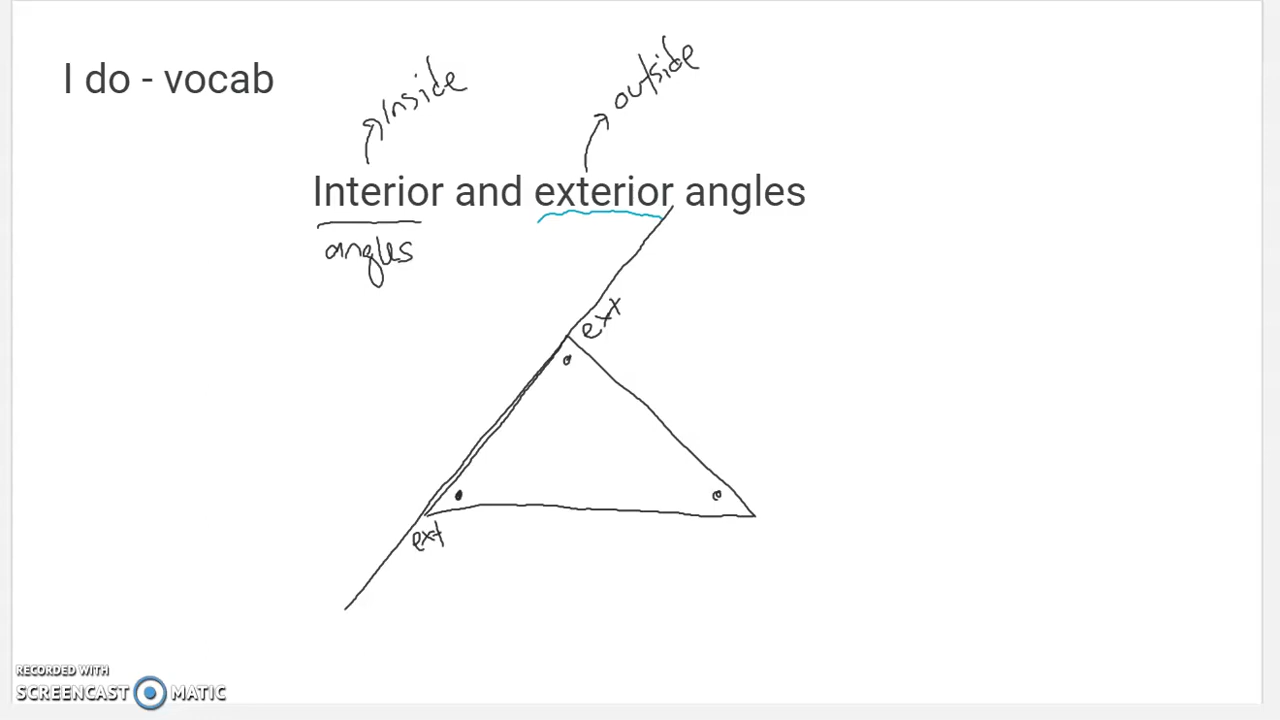 I do - vocab
inside
outside
Interior and exterior angles
angles
ext
ext
RECORDED WITH
SCREENCAST MATIC